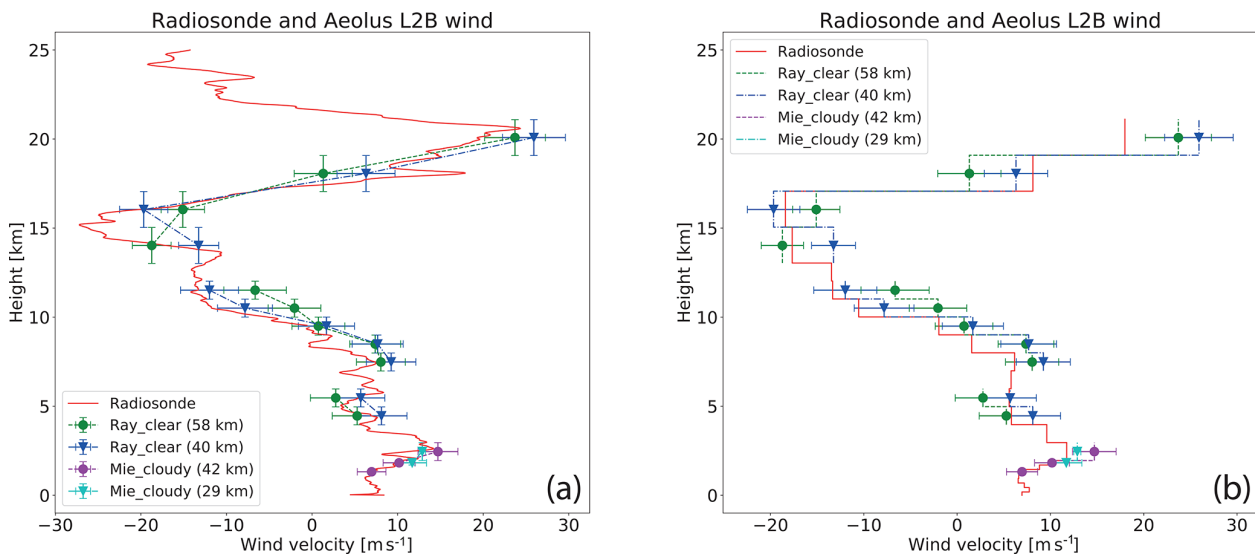 Radiosonde and Aeolus L2B wind
25
20
15
10
5
0
Height [km]
Radiosonde
Ray_clear (58 km)
Ray_clear (40 km)
Mie_cloudy (42 km)
Mie_cloudy (29 km)
(a)
−30 −20 −10 0 10 20 30
Wind velocity [m s⁻¹]
Radiosonde and Aeolus L2B wind
Radiosonde
Ray_clear (58 km)
Ray_clear (40 km)
Mie_cloudy (42 km)
Mie_cloudy (29 km)
25
20
15
10
5
0
Height [km]
(b)
−20 −10 0 10 20 30
Wind velocity [m s⁻¹]